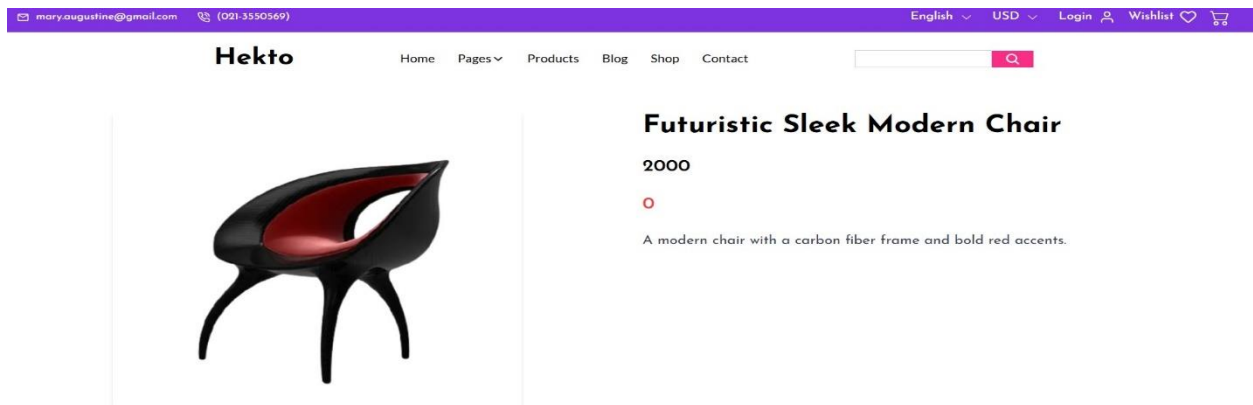 mary.augustine@gmail.com (021-3550569) English USD Login Wishlist
Hekto Home Pages Products Blog Shop Contact
Futuristic Sleek Modern Chair
2000
0
A modern chair with a carbon fiber frame and bold red accents.